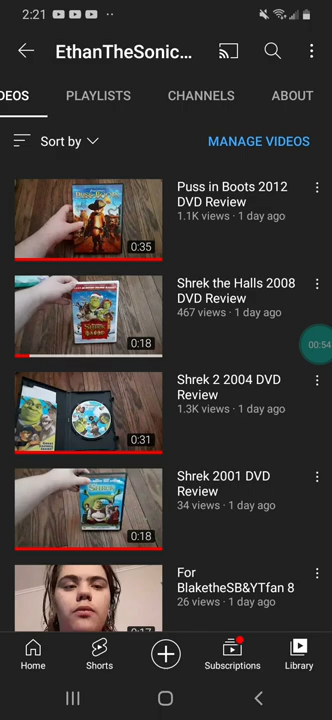 2:21
EthanTheSonic...
DEOS
PLAYLISTS
CHANNELS
ABOUT
Sort by
MANAGE VIDEOS
Puss in Boots 2012
DVD Review
1.1K views · 1 day ago
0:35
Shrek the Halls 2008
DVD Review
467 views · 1 day ago
0:18
00:54
Shrek 2 2004 DVD
Review
1.3K views · 1 day ago
0:31
Shrek 2001 DVD
Review
34 views · 1 day ago
0:18
For
BlaketheSB&YTfan 8
26 views · 1 day ago
0:17
Home
Shorts
Subscriptions
Library